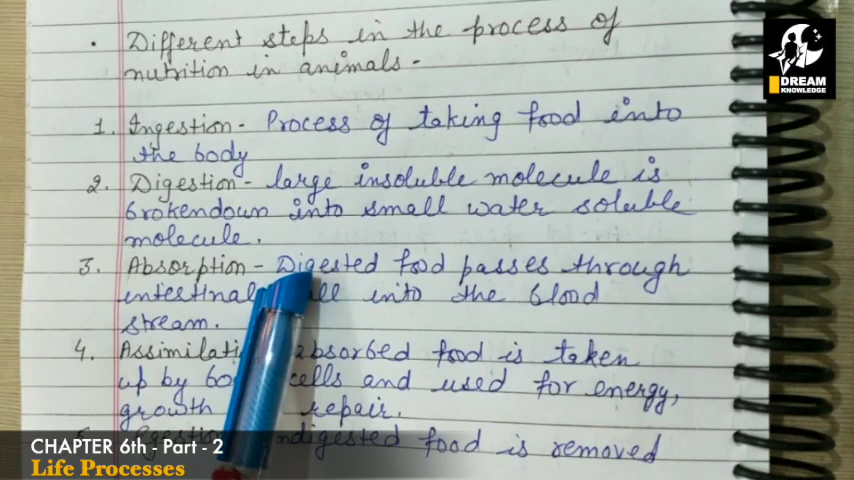 • Different steps in the process of
nutrition in animals -
1. Ingestion - Process of taking food into
the body
2. Digestion - large insoluble molecule is
brokendown into small water soluble
molecule.
3. Absorption - Digested food passes through
intestinal into the blood
stream.
4. absorbed food is taken
up by cells and used for energy,
growth repair.
food is removed
CHAPTER 6th - Part - 2
Life Processes
DREAM
KNOWLEDGE